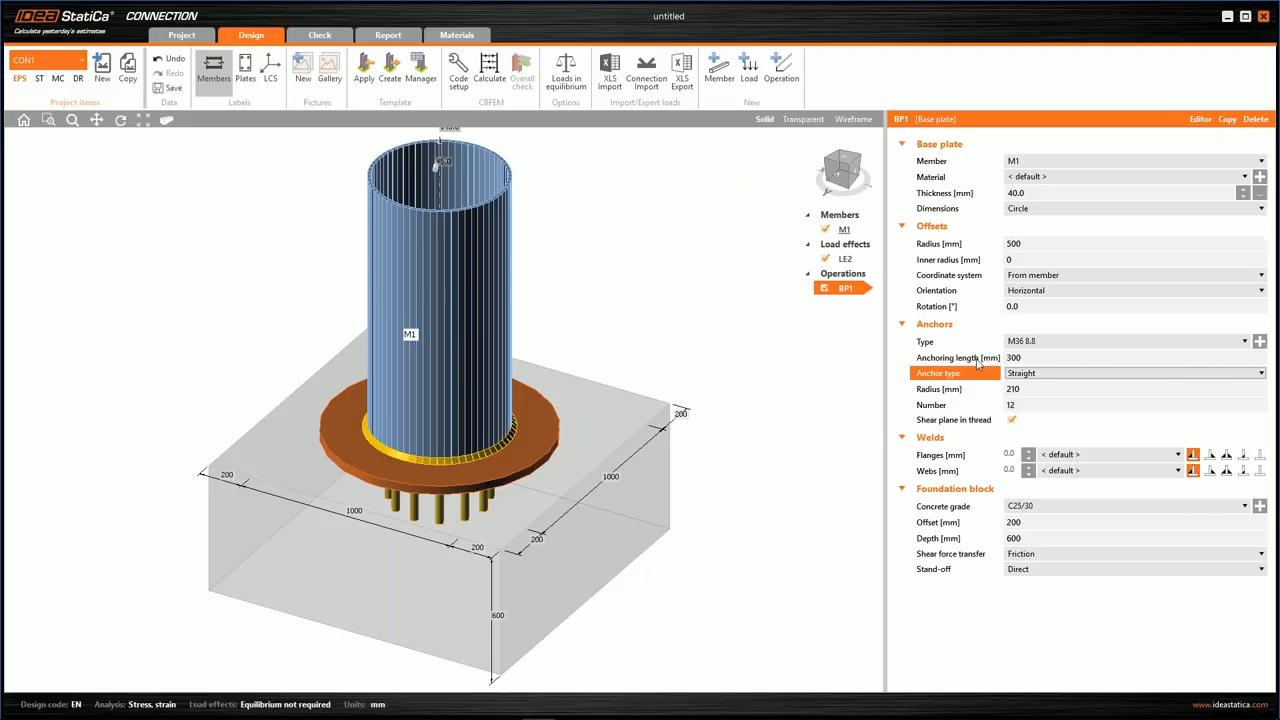 IDEA StatiCa® CONNECTION
Calculate yesterday's estimates
untitled
Project
Design
Check
Report
Materials
CON1
EPS ST MC DR
New
Copy
Project items
Undo
Redo
Save
Data
Members
Plates
LCS
Labels
New
Gallery
Pictures
Apply
Create
Manager
Template
Code setup
Calculate
Overall check
CBFEM
Loads in equilibrium
Options
XLS Import
Connection Import
XLS Export
Import/Export loads
Member
Load
Operation
New
Solid Transparent Wireframe
45.0
M1
200
1000
200
200
1000
200
600
Members
M1
Load effects
LE2
Operations
BP1
BP1 [Base plate]
Editor Copy Delete
Base plate
Member M1
Material < default >
Thickness [mm] 40.0
Dimensions Circle
Offsets
Radius [mm] 500
Inner radius [mm] 0
Coordinate system From member
Orientation Horizontal
Rotation [°] 0.0
Anchors
Type M36 8.8
Anchoring length [mm] 300
Anchor type Straight
Radius [mm] 210
Number 12
Shear plane in thread
Welds
Flanges [mm] 0.0 < default >
Webs [mm] 0.0 < default >
Foundation block
Concrete grade C25/30
Offset [mm] 200
Depth [mm] 600
Shear force transfer Friction
Stand-off Direct
Design code: EN Analysis: Stress, strain Load effects: Equilibrium not required Units: mm
www.ideastatica.com